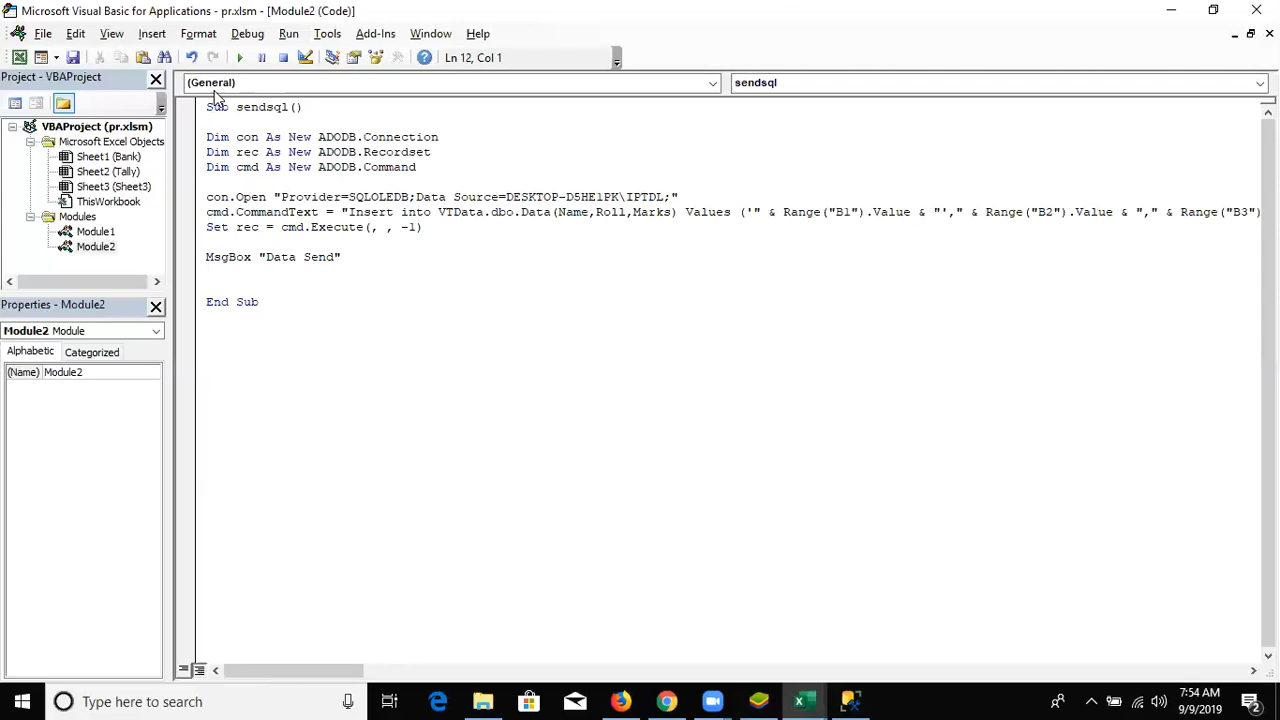 Microsoft Visual Basic for Applications - pr.xlsm - [Module2 (Code)]
File Edit View Insert Format Debug Run Tools Add-Ins Window Help
Ln 12, Col 1
Project - VBAProject
(General)
sendsql
VBAProject (pr.xlsm)
Microsoft Excel Objects
Sheet1 (Bank)
Sheet2 (Tally)
Sheet3 (Sheet3)
ThisWorkbook
Modules
Module1
Module2
Properties - Module2
Module2 Module
Alphabetic Categorized
(Name) Module2
Sub sendsql()
Dim con As New ADODB.Connection
Dim rec As New ADODB.Recordset
Dim cmd As New ADODB.Command
con.Open "Provider=SQLOLEDB;Data Source=DESKTOP-D5HE1PK\IPTDL;"
cmd.CommandText = "Insert into VTData.dbo.Data(Name,Roll,Marks) Values ('" & Range("B1").Value & "'," & Range("B2").Value & "," & Range("B3")
Set rec = cmd.Execute(, , -1)
MsgBox "Data Send"
End Sub
Type here to search
7:54 AM
9/9/2019
2